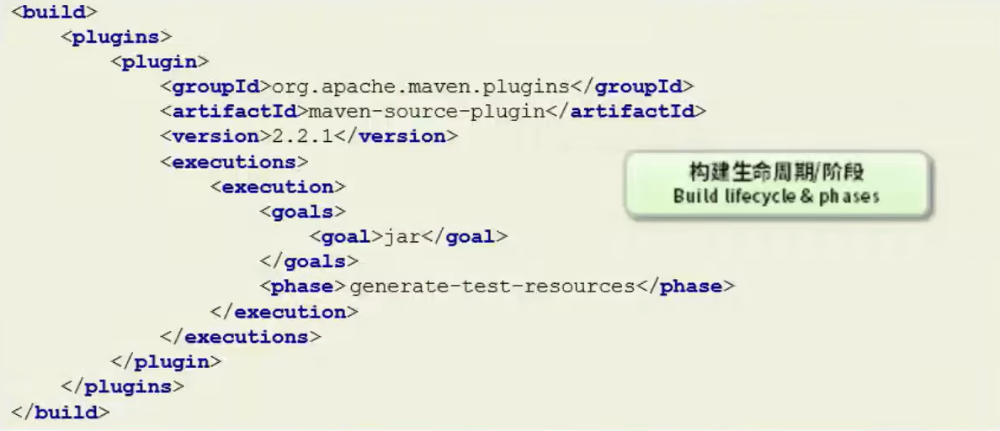 <build>
    <plugins>
        <plugin>
            <groupId>org.apache.maven.plugins</groupId>
            <artifactId>maven-source-plugin</artifactId>
            <version>2.2.1</version>
            <executions>
                <execution>
                    <goals>
                        <goal>jar</goal>
                    </goals>
                    <phase>generate-test-resources</phase>
                </execution>
            </executions>
        </plugin>
    </plugins>
</build>
构建生命周期/阶段
Build lifecycle & phases